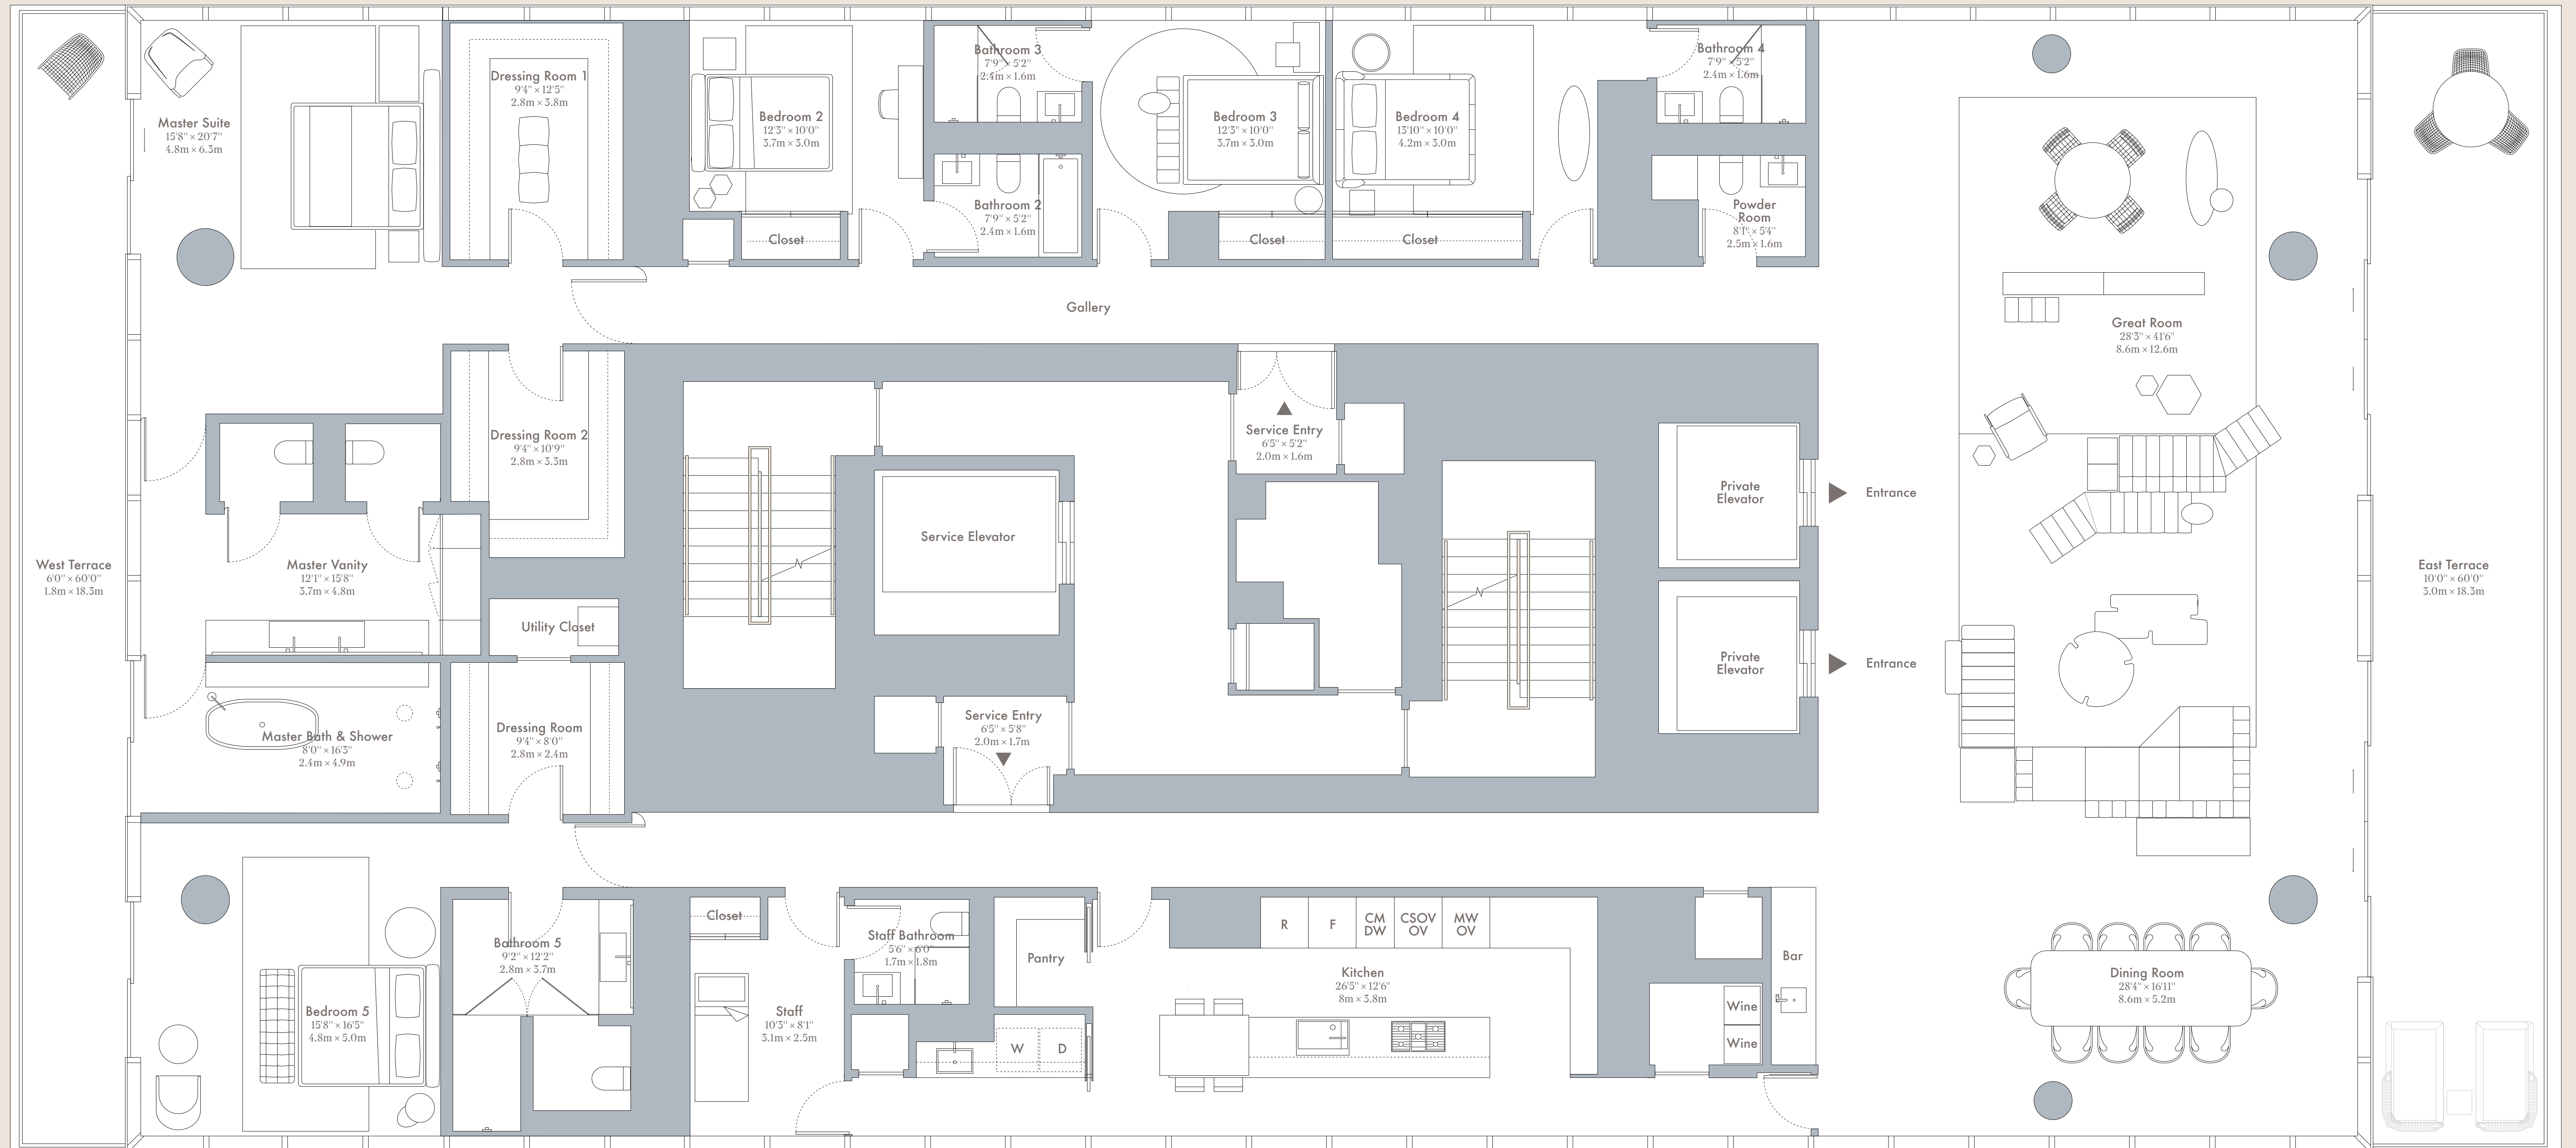 Master Suite
15'8" × 20'7"
4.8m × 6.3m
Dressing Room 1
9'4" × 12'5"
2.8m × 3.8m
Bedroom 2
12'3" × 10'0"
3.7m × 3.0m
Closet
Bathroom 3
7'9" × 5'2"
2.4m × 1.6m
Bathroom 2
7'9" × 5'2"
2.4m × 1.6m
Bedroom 3
12'3" × 10'0"
3.7m × 3.0m
Closet
Bedroom 4
13'10" × 10'0"
4.2m × 3.0m
Closet
Bathroom 4
7'9" × 5'2"
2.4m × 1.6m
Powder
Room
8'1" × 5'4"
2.5m × 1.6m
Gallery
Great Room
28'3" × 41'6"
8.6m × 12.6m
Dressing Room 2
9'4" × 10'9"
2.8m × 3.3m
Service Entry
6'5" × 5'2"
2.0m × 1.6m
Service Elevator
Private
Elevator
Entrance
Private
Elevator
Entrance
West Terrace
6'0" × 60'0"
1.8m × 18.3m
Master Vanity
12'1" × 15'8"
3.7m × 4.8m
Utility Closet
East Terrace
10'0" × 60'0"
3.0m × 18.3m
Master Bath & Shower
8'0" × 16'3"
2.4m × 4.9m
Dressing Room
9'4" × 8'0"
2.8m × 2.4m
Service Entry
6'5" × 5'8"
2.0m × 1.7m
Bedroom 5
15'8" × 16'5"
4.8m × 5.0m
Bathroom 5
9'2" × 12'2"
2.8m × 3.7m
Closet
Staff
10'3" × 8'1"
3.1m × 2.5m
Staff Bathroom
5'6" × 6'0"
1.7m × 1.8m
Pantry
W D
R F CM DW CSOV OV MW OV
Kitchen
26'5" × 12'6"
8m × 3.8m
Wine
Wine
Bar
Dining Room
28'4" × 16'11"
8.6m × 5.2m